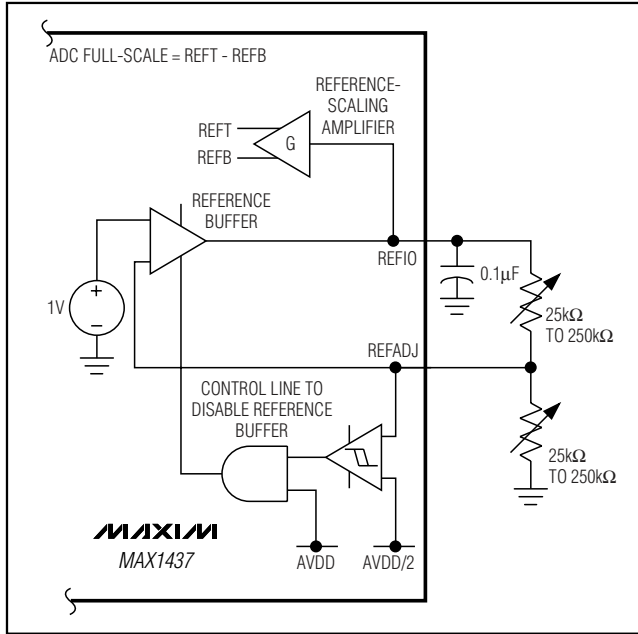 ADC FULL-SCALE = REFT - REFB
REFERENCE-
SCALING
AMPLIFIER
REFT
REFB
G
REFERENCE
BUFFER
REFIO
0.1µF
1V
+
−
25kΩ
TO 250kΩ
REFADJ
CONTROL LINE TO
DISABLE REFERENCE
BUFFER
25kΩ
TO 250kΩ
MAXIM
MAX1437
AVDD
AVDD/2